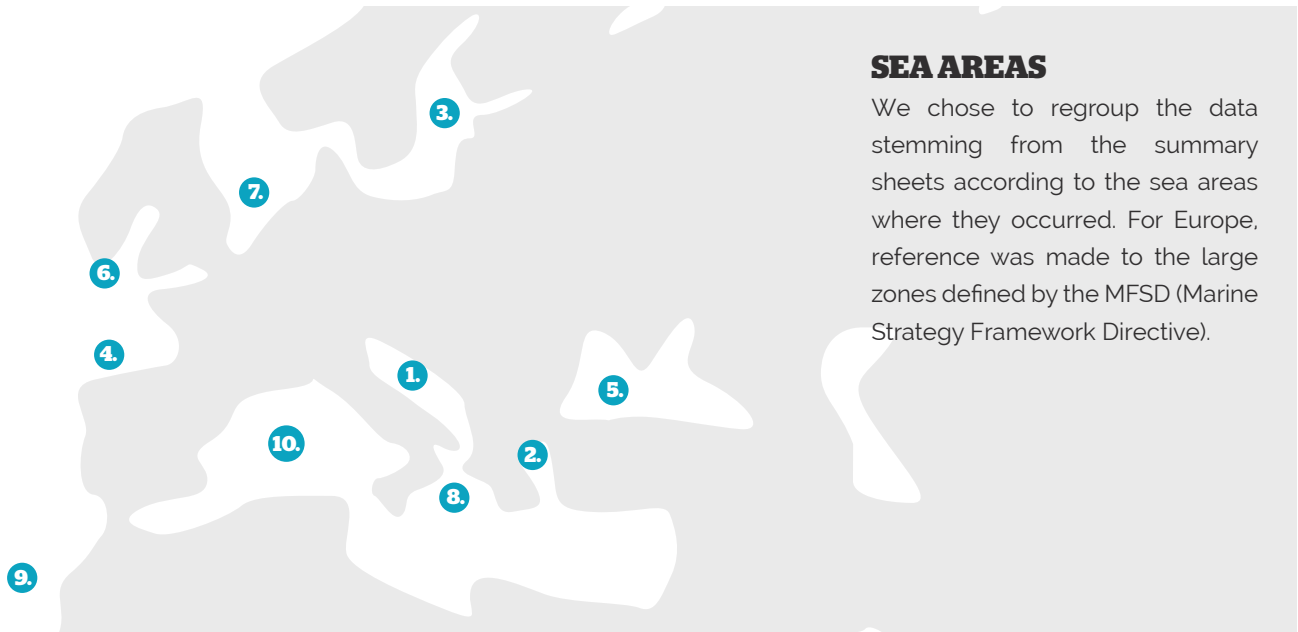 SEA AREAS
We chose to regroup the data
stemming from the summary
sheets according to the sea areas
where they occurred. For Europe,
reference was made to the large
zones defined by the MFSD (Marine
Strategy Framework Directive).
3.
7.
6.
4.
1.
5.
10.
2.
8.
9.